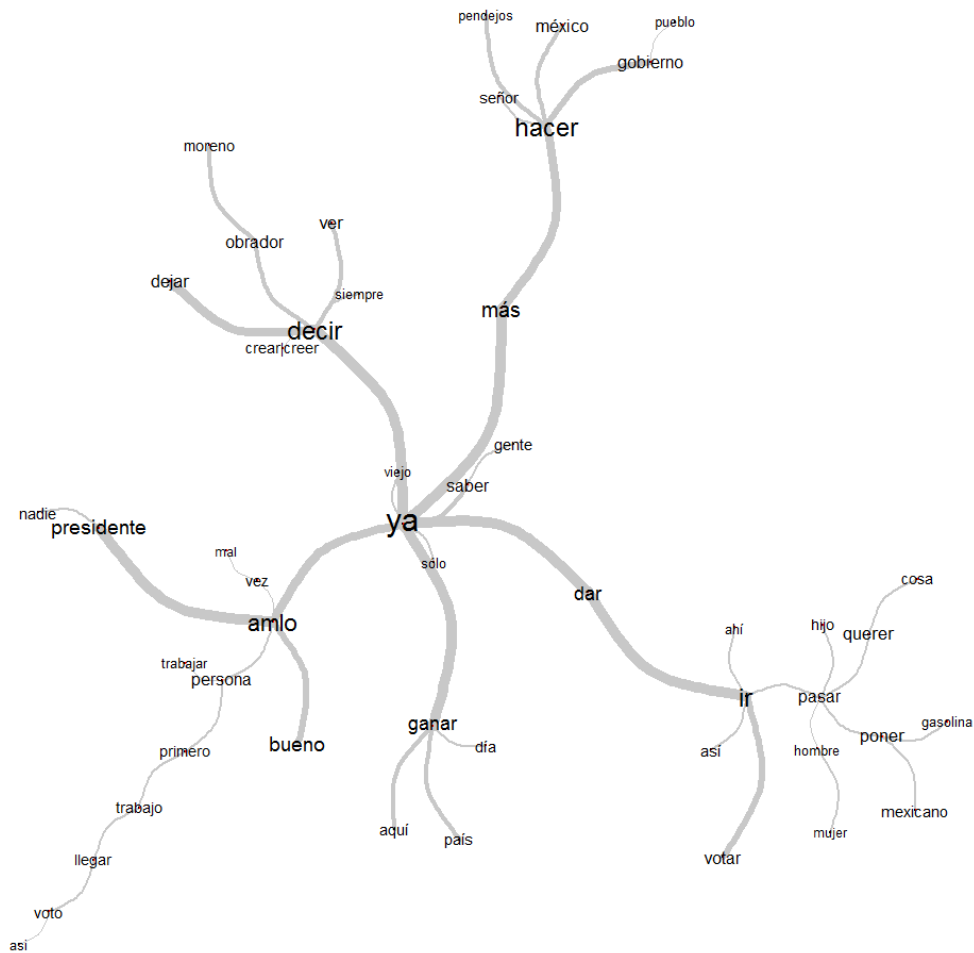 pendejos
méxico
pueblo
gobierno
señor
hacer
moreno
ver
obrador
dejar
siempre
más
decir
crear|creer
gente
viejo
saber
nadie
presidente
ya
mal
vez
sólo
cosa
dar
amlo
ahí
hijo
querer
trabajar
persona
ir
pasar
ganar
gasolina
bueno
día
poner
primero
así
hombre
trabajo
mexicano
aquí
país
mujer
llegar
votar
voto
asi